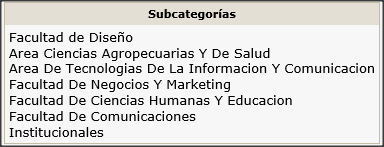 Subcategorías
Facultad de Diseño
Area Ciencias Agropecuarias Y De Salud
Area De Tecnologias De La Informacion Y Comunicacion
Facultad De Negocios Y Marketing
Facultad De Ciencias Humanas Y Educacion
Facultad De Comunicaciones
Institucionales